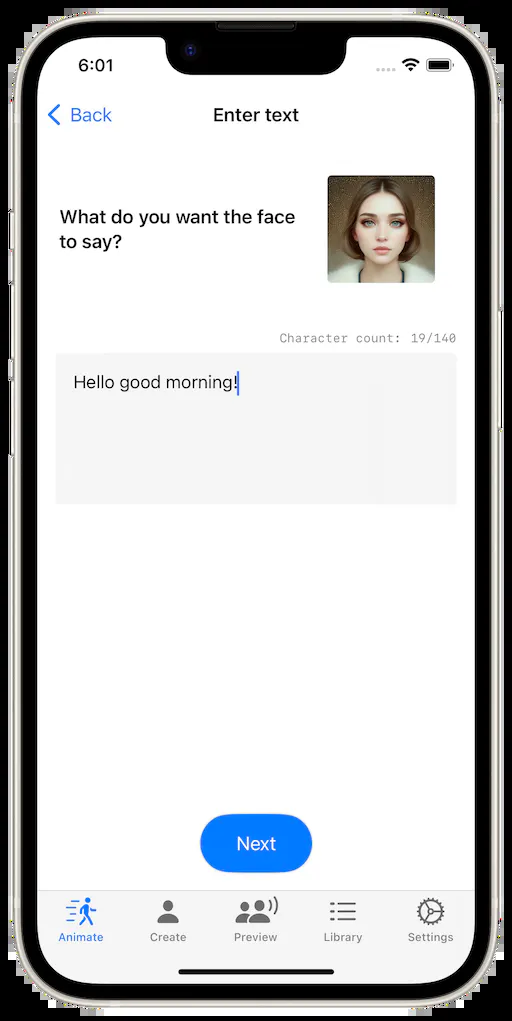 6:01
Back
Enter text
What do you want the face
to say?
Character count: 19/140
Hello good morning!
Next
Animate
Create
Preview
Library
Settings